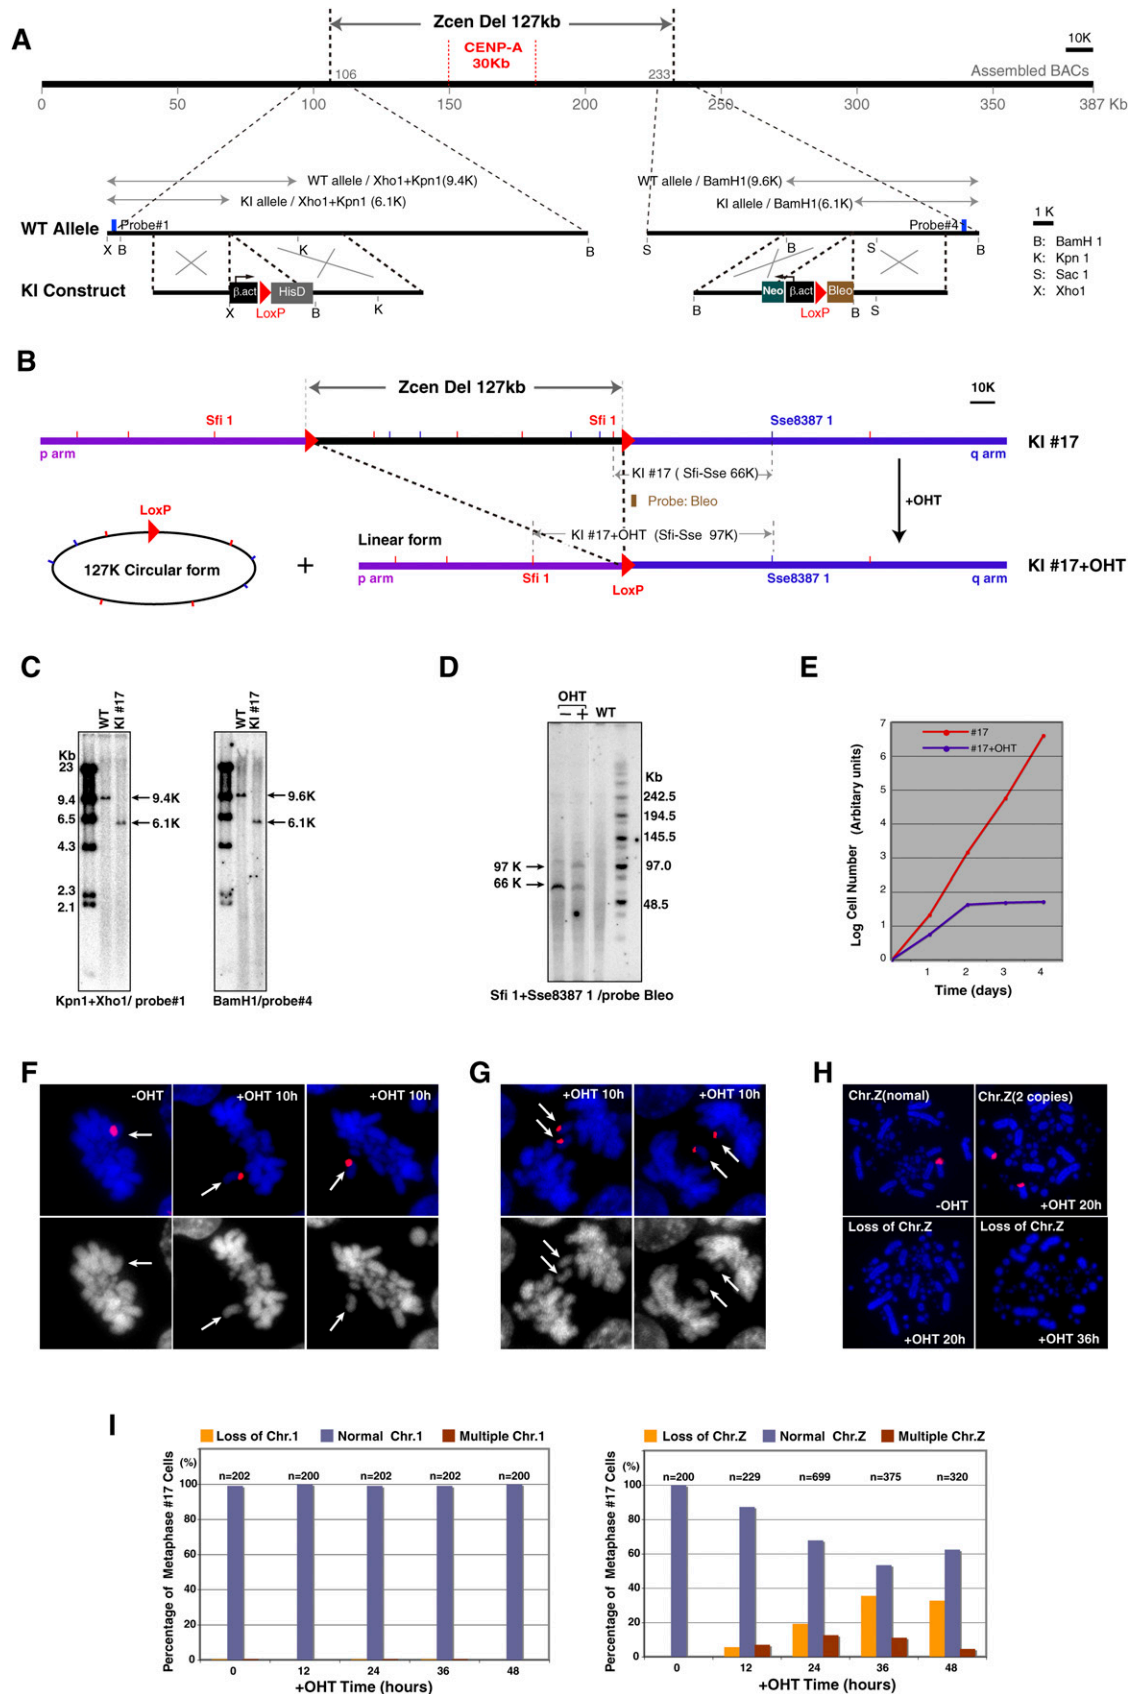 A
Zcen Del 127kb
10K
CENP-A
30Kb
106
233
Assembled BACs
0
50
100
150
200
250
300
350
387 Kb
WT allele / Xho1+Kpn1(9.4K)
KI allele / Xho1+Kpn1 (6.1K)
WT allele / BamH1(9.6K)
KI allele / BamH1(6.1K)
WT Allele
Probe#1
Probe#4
1 K
X B K B
S B S B
B: BamH 1
K: Kpn 1
S: Sac 1
X: Xho1
KI Construct
β.act
HisD
Neo
β.act
Bleo
X LoxP B K
B LoxP B S
B
Zcen Del 127kb
10K
Sfi 1
Sfi 1
Sse8387 1
KI #17
p arm
q arm
KI #17 ( Sfi-Sse 66K)
Probe: Bleo
+OHT
LoxP
KI #17+OHT (Sfi-Sse 97K)
Linear form
127K Circular form
+
p arm
Sfi 1
LoxP
Sse8387 1
q arm
KI #17+OHT
C
WT
KI #17
Kb
23
9.4
6.5
4.3
2.3
2.1
9.4K
6.1K
Kpn1+Xho1/ probe#1
WT
KI #17
9.6K
6.1K
BamH1/probe#4
D
OHT
− + WT
Kb
242.5
194.5
145.5
97.0
48.5
97 K
66 K
Sfi 1+Sse8387 1 /probe Bleo
E
#17
#17+OHT
Log Cell Number (Arbitary units)
7
6
5
4
3
2
1
0
1 2 3 4
Time (days)
F
-OHT
+OHT 10h
+OHT 10h
G
+OHT 10h
+OHT 10h
H
Chr.Z(nomal)
-OHT
Chr.Z(2 copies)
+OHT 20h
Loss of Chr.Z
+OHT 20h
Loss of Chr.Z
+OHT 36h
I
Loss of Chr.1
Normal Chr.1
Multiple Chr.1
Percentage of Metaphase #17 Cells
(%)
n=202 n=200 n=202 n=202 n=200
100
80
60
40
20
0
0 12 24 36 48
+OHT Time (hours)
Loss of Chr.Z
Normal Chr.Z
Multiple Chr.Z
Percentage of Metaphase #17 Cells
(%)
n=200 n=229 n=699 n=375 n=320
100
80
60
40
20
0
0 12 24 36 48
+OHT Time (hours)